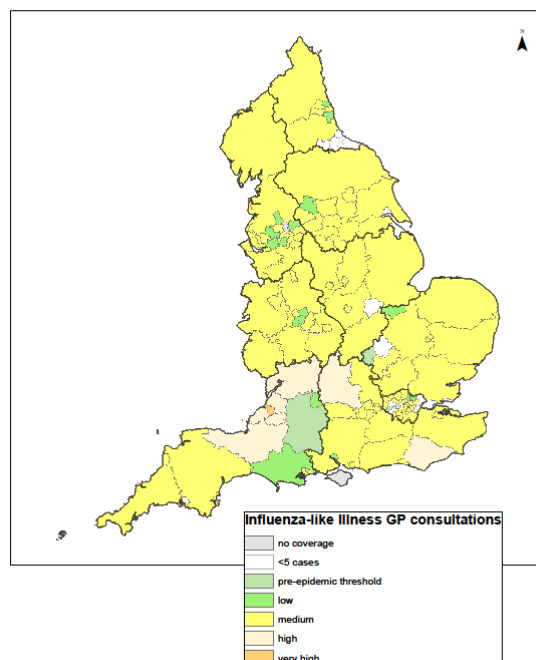 Influenza-like Illness GP consultations
no coverage
<5 cases
pre-epidemic threshold
low
medium
high
very high